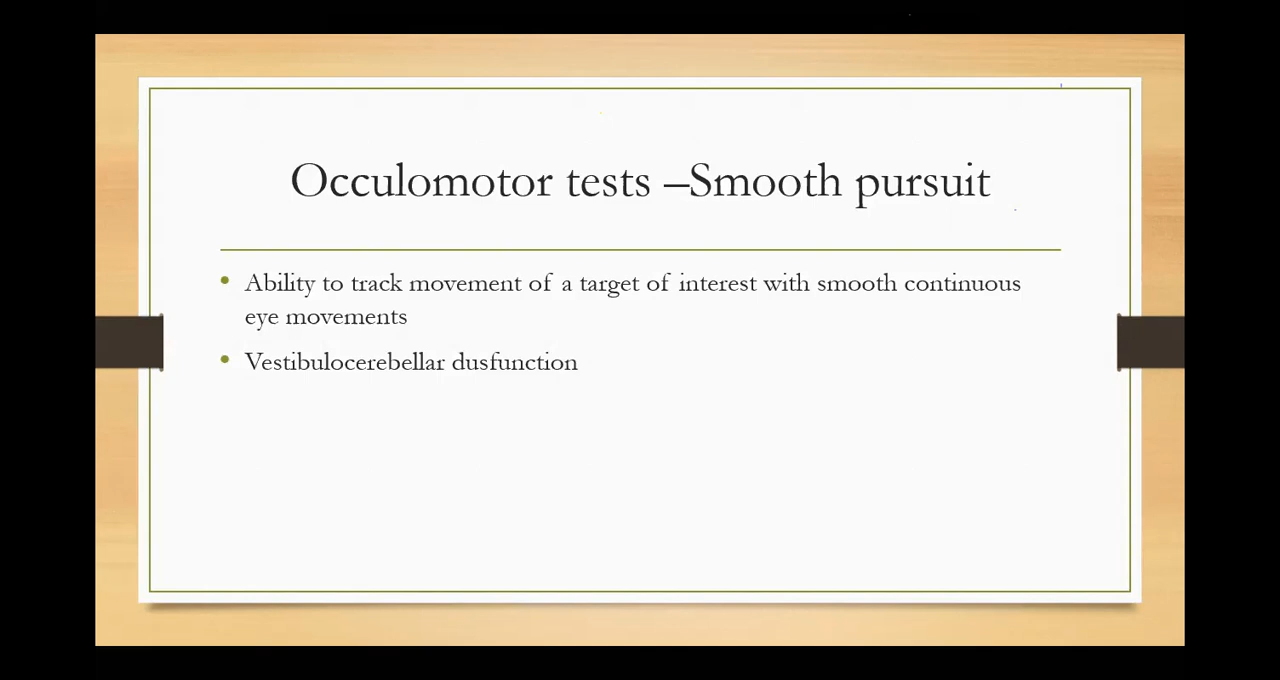 Occulomotor tests –Smooth pursuit
• Ability to track movement of a target of interest with smooth continuous
eye movements
• Vestibulocerebellar dusfunction